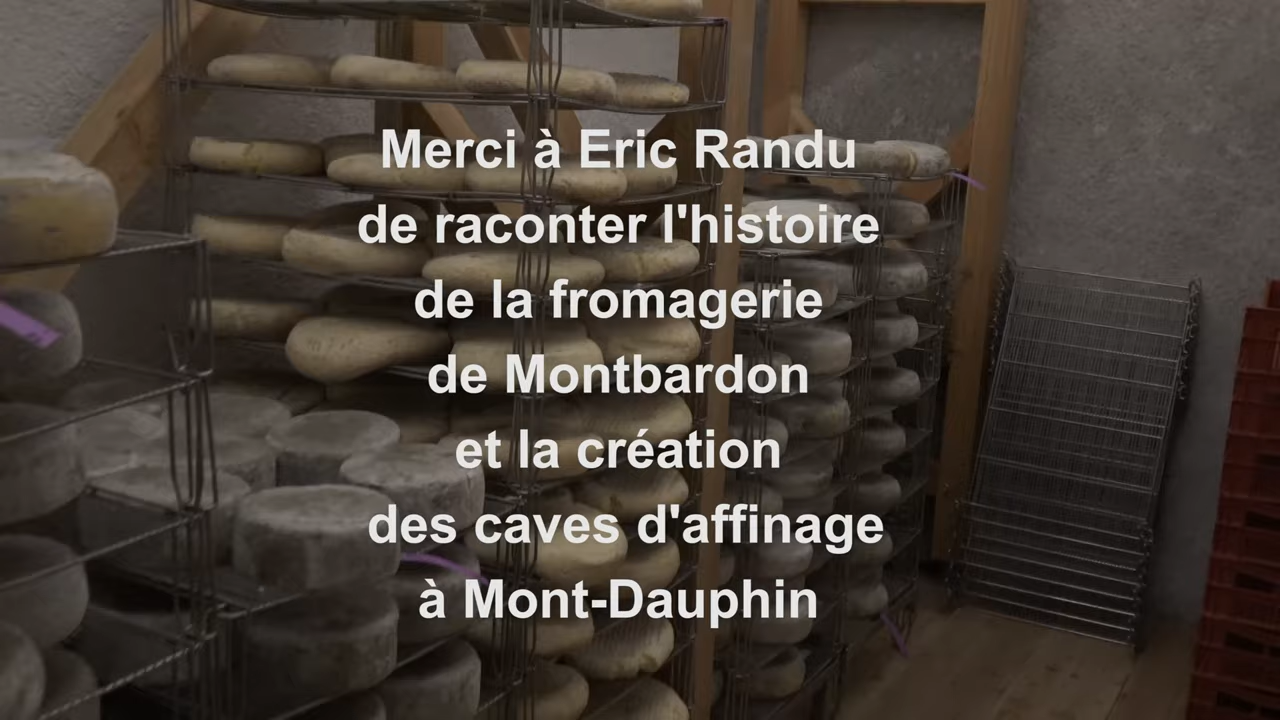 Merci à Eric Randu
de raconter l'histoire
de la fromagerie
de Montbardon
et la création
des caves d'affinage
à Mont-Dauphin